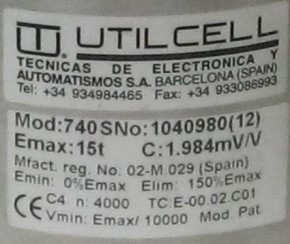 UTILCELL
TECNICAS DE ELECTRONICA Y
AUTOMATISMOS S.A. BARCELONA (SPAIN)
Tel: +34 934984465 Fax: +34 933086993
Mod:740 SNo: 1040980(12)
Emax: 15t C: 1.984mV/V
Mfact. reg. No: 02-M.029 (Spain)
Emin: 0%Emax Elim: 150%Emax
CE C4 n: 4000 TC:E-00.02.C01
Vmin: Emax/ 10000 Mod. Pat.